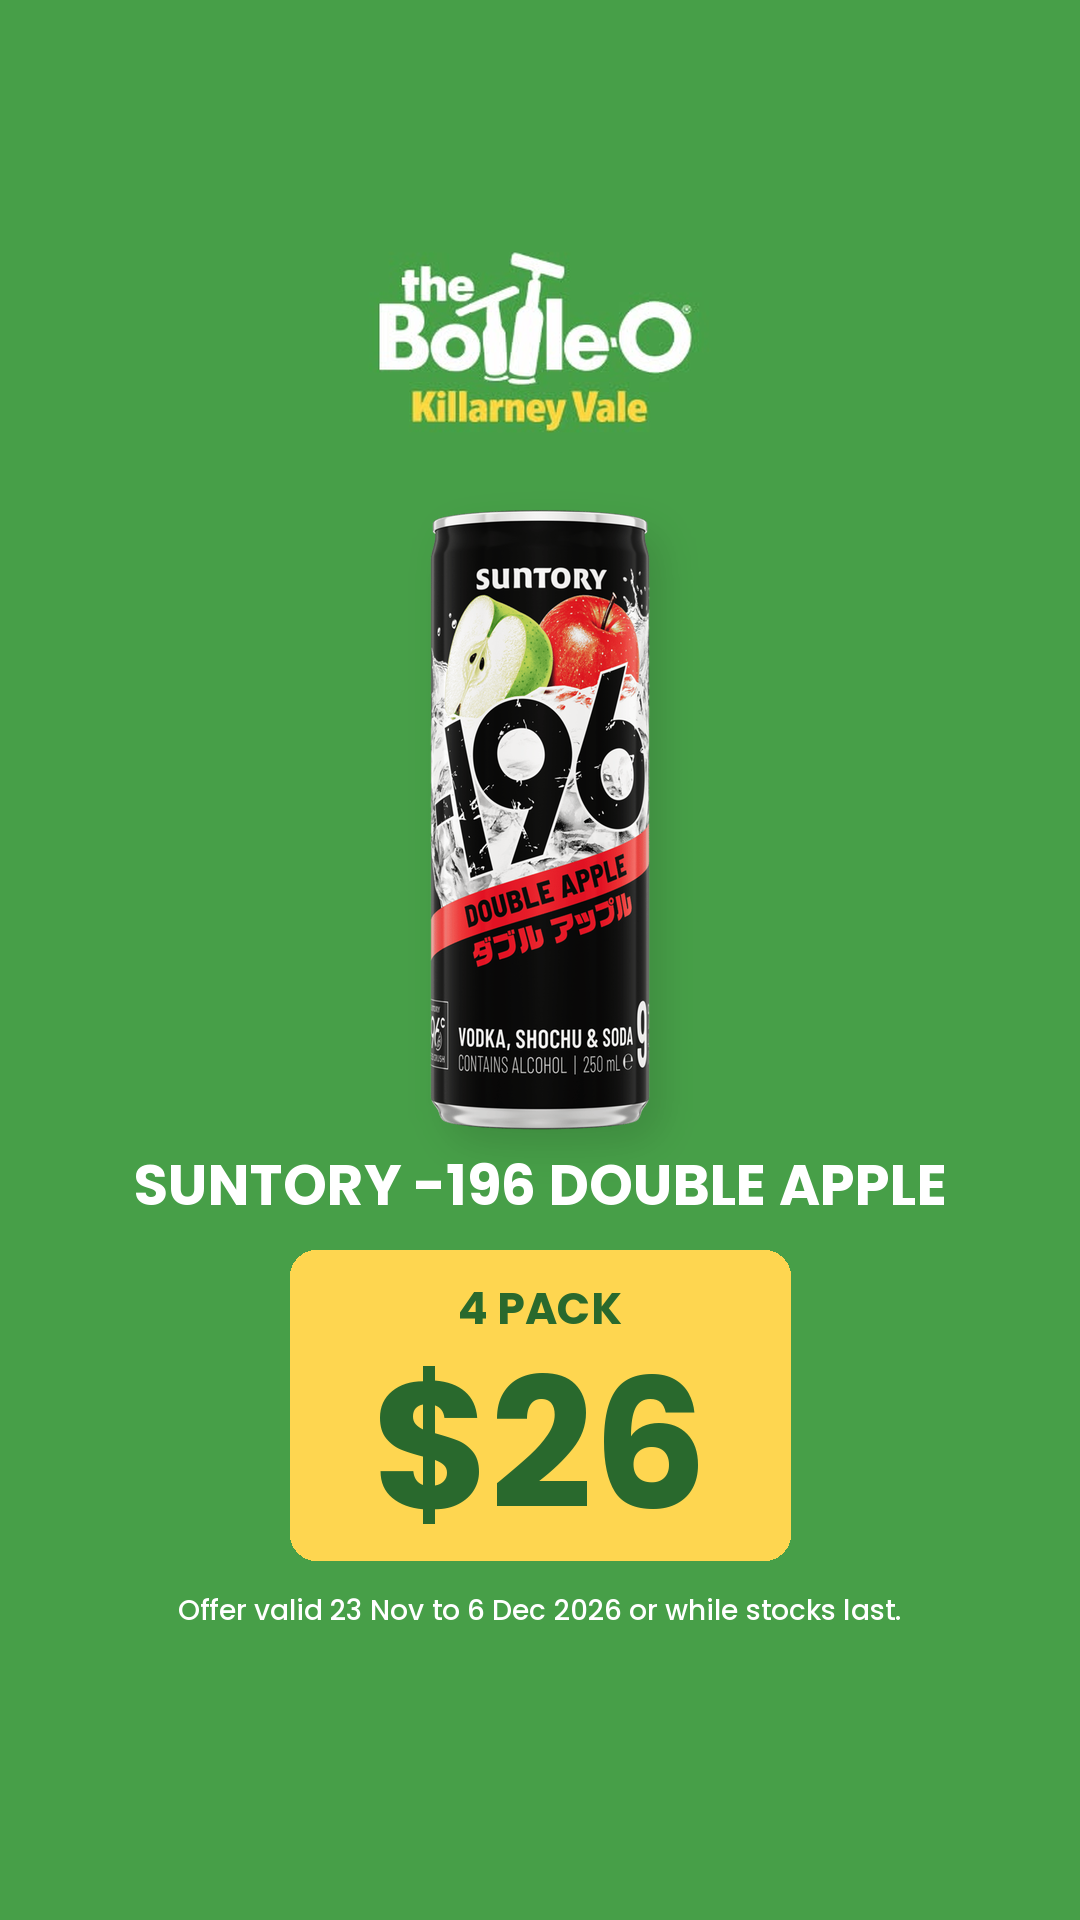 the
Bottle-O®
Killarney Vale
SUNTORY
-196
DOUBLE APPLE
ダブル アップル
VODKA, SHOCHU & SODA
CONTAINS ALCOHOL | 250 mL ℮
9
SUNTORY -196 DOUBLE APPLE
4 PACK
$26
Offer valid 23 Nov to 6 Dec 2026 or while stocks last.